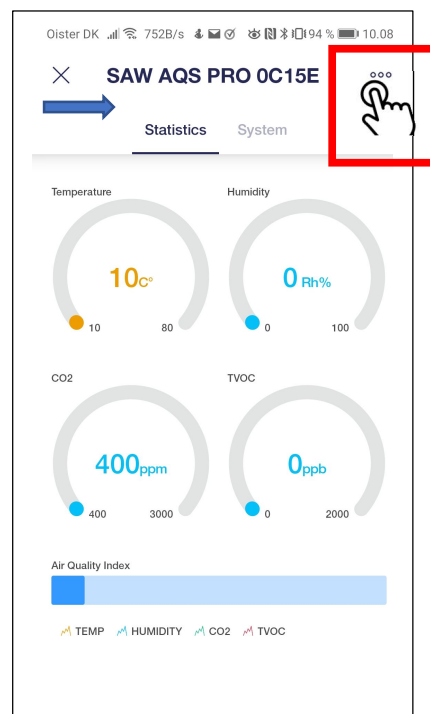 Oister DK 752B/s 94 % 10.08
SAW AQS PRO 0C15E
Statistics System
Temperature Humidity
10C° 0 Rh%
10 80 0 100
CO2 TVOC
400ppm 0ppb
400 3000 0 2000
Air Quality Index
TEMP HUMIDITY CO2 TVOC